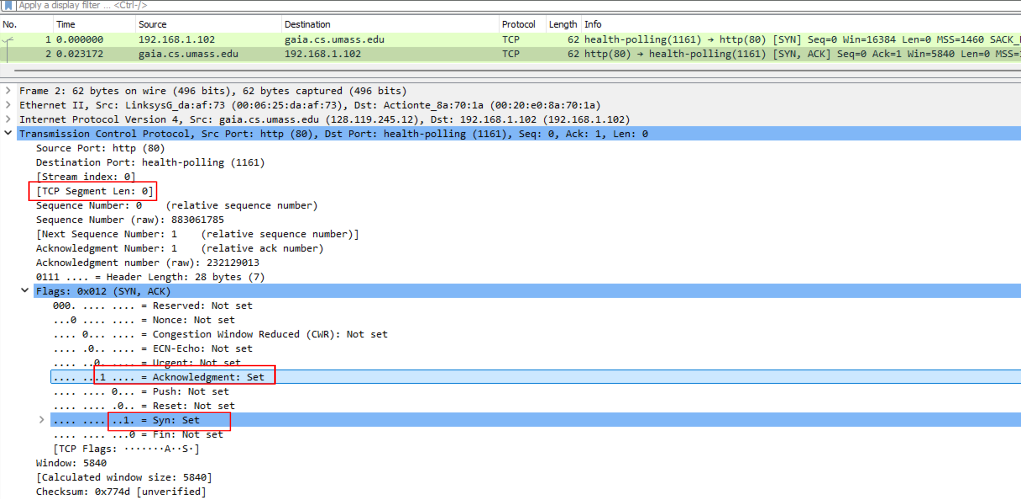 Apply a display filter ... <Ctrl-/>
No. Time Source Destination Protocol Length Info
1 0.000000 192.168.1.102 gaia.cs.umass.edu TCP 62 health-polling(1161) → http(80) [SYN] Seq=0 Win=16384 Len=0 MSS=1460 SACK_
2 0.023172 gaia.cs.umass.edu 192.168.1.102 TCP 62 http(80) → health-polling(1161) [SYN, ACK] Seq=0 Ack=1 Win=5840 Len=0 MSS=
Frame 2: 62 bytes on wire (496 bits), 62 bytes captured (496 bits)
Ethernet II, Src: LinksysG_da:af:73 (00:06:25:da:af:73), Dst: Actionte_8a:70:1a (00:20:e0:8a:70:1a)
Internet Protocol Version 4, Src: gaia.cs.umass.edu (128.119.245.12), Dst: 192.168.1.102 (192.168.1.102)
Transmission Control Protocol, Src Port: http (80), Dst Port: health-polling (1161), Seq: 0, Ack: 1, Len: 0
Source Port: http (80)
Destination Port: health-polling (1161)
[Stream index: 0]
[TCP Segment Len: 0]
Sequence Number: 0 (relative sequence number)
Sequence Number (raw): 883061785
[Next Sequence Number: 1 (relative sequence number)]
Acknowledgment Number: 1 (relative ack number)
Acknowledgment number (raw): 232129013
0111 .... = Header Length: 28 bytes (7)
Flags: 0x012 (SYN, ACK)
000. .... .... = Reserved: Not set
...0 .... .... = Nonce: Not set
.... 0... .... = Congestion Window Reduced (CWR): Not set
.... .0.. .... = ECN-Echo: Not set
.... ..0. .... = Urgent: Not set
.... ...1 .... = Acknowledgment: Set
.... .... 0... = Push: Not set
.... .... .0.. = Reset: Not set
.... .... ..1. = Syn: Set
.... .... ...0 = Fin: Not set
[TCP Flags: ·······A··S·]
Window: 5840
[Calculated window size: 5840]
Checksum: 0x774d [unverified]